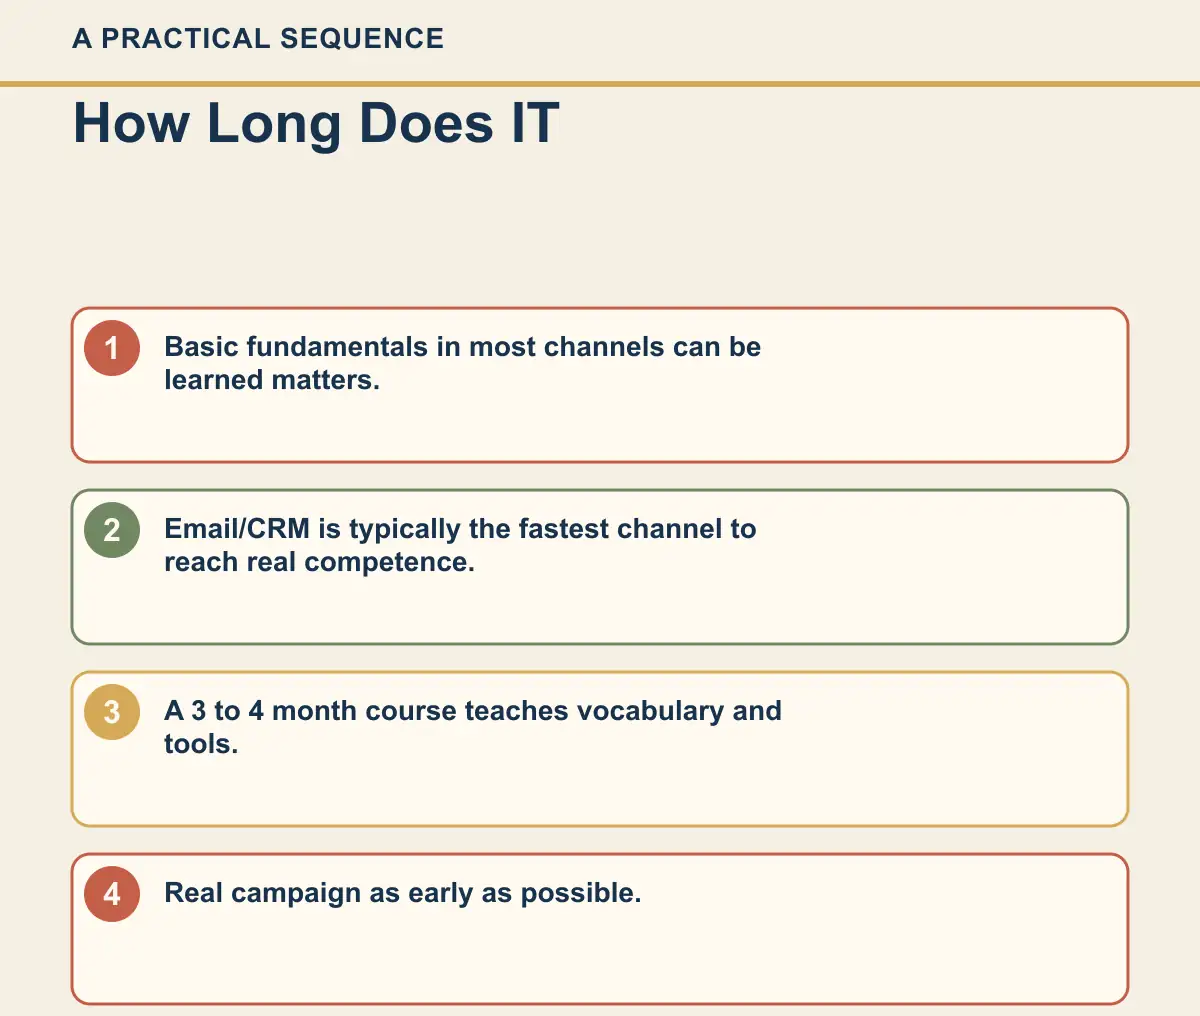 A PRACTICAL SEQUENCE
How Long Does IT
1
Basic fundamentals in most channels can be
learned matters.
2
Email/CRM is typically the fastest channel to
reach real competence.
3
A 3 to 4 month course teaches vocabulary and
tools.
4
Real campaign as early as possible.